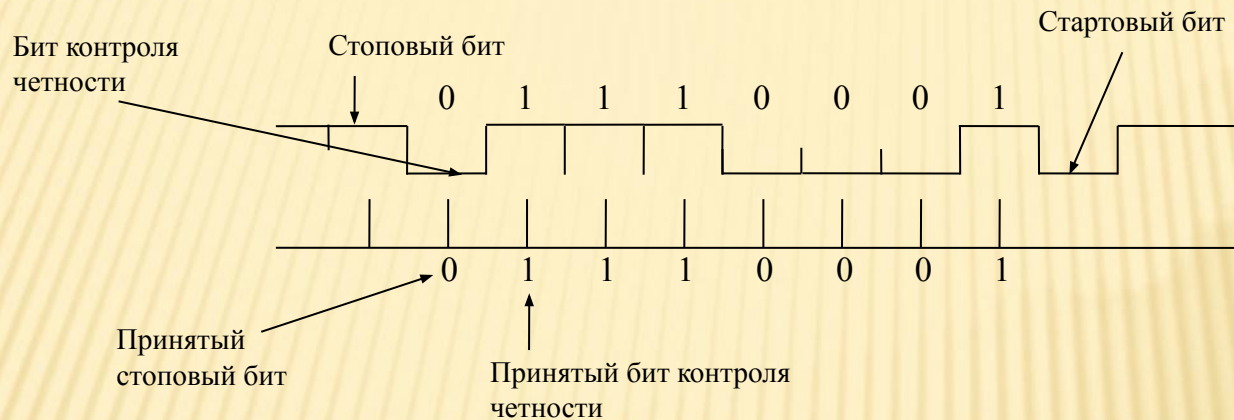 Стартовый бит
Бит контроля
четности
Стоповый бит
0 1 1 1 0 0 0 1
0 1 1 1 0 0 0 1
Принятый
стоповый бит
Принятый бит контроля
четности